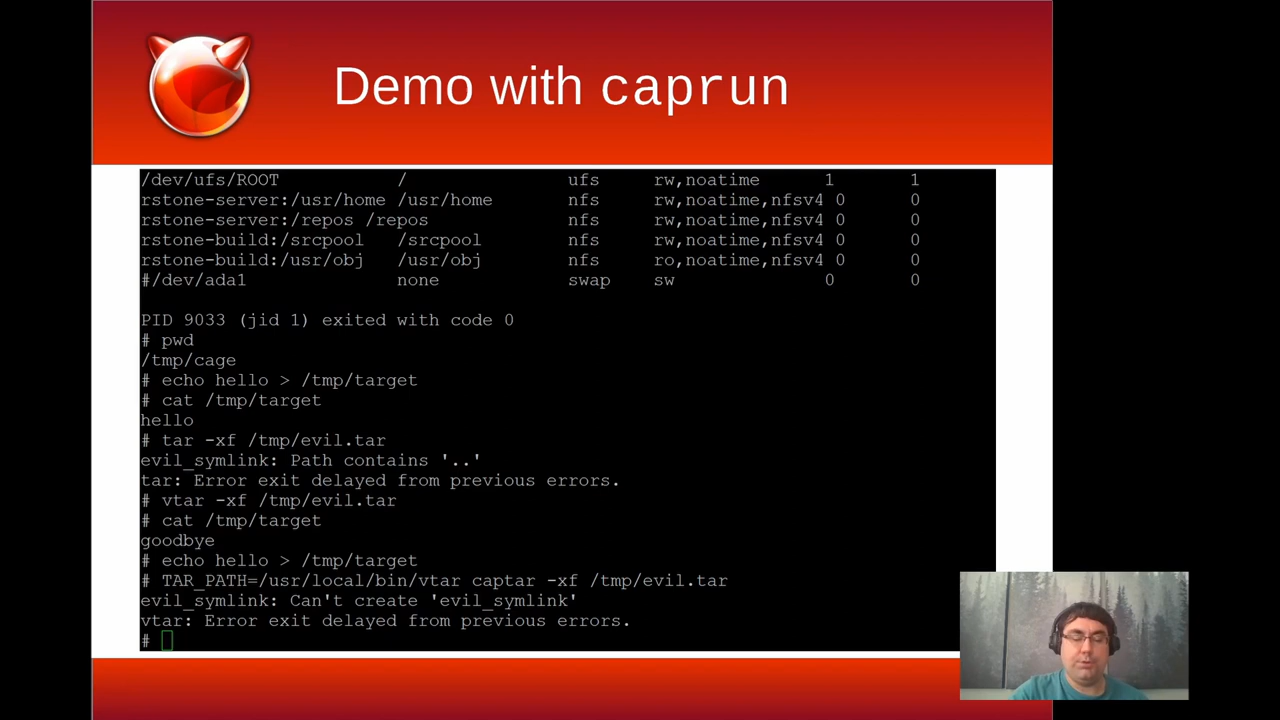 Demo with caprun
/dev/ufs/ROOT / ufs rw,noatime 1 1
rstone-server:/usr/home /usr/home nfs rw,noatime,nfsv4 0 0
rstone-server:/repos /repos nfs rw,noatime,nfsv4 0 0
rstone-build:/srcpool /srcpool nfs rw,noatime,nfsv4 0 0
rstone-build:/usr/obj /usr/obj nfs ro,noatime,nfsv4 0 0
#/dev/ada1 none swap sw 0 0
PID 9033 (jid 1) exited with code 0
# pwd
/tmp/cage
# echo hello > /tmp/target
# cat /tmp/target
hello
# tar -xf /tmp/evil.tar
evil_symlink: Path contains '..'
tar: Error exit delayed from previous errors.
# vtar -xf /tmp/evil.tar
# cat /tmp/target
goodbye
# echo hello > /tmp/target
# TAR_PATH=/usr/local/bin/vtar captar -xf /tmp/evil.tar
evil_symlink: Can't create 'evil_symlink'
vtar: Error exit delayed from previous errors.
#